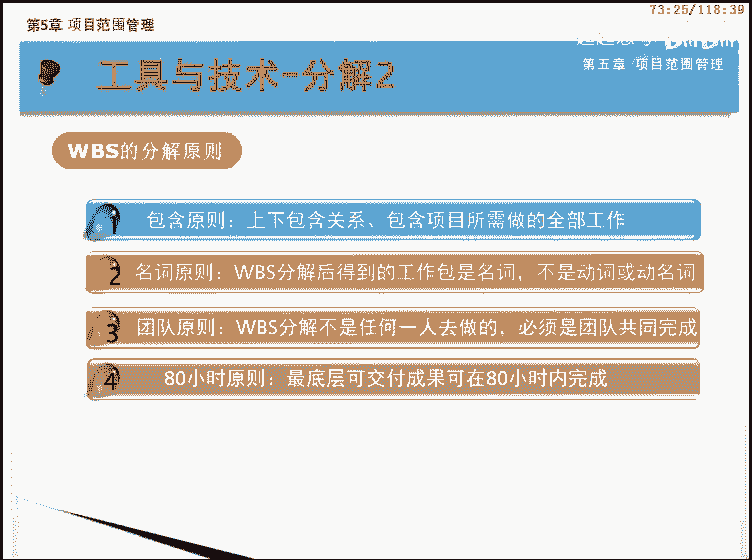 73:25/118:39
第5章 项目范围管理
工具与技术-分解2
第五章 项目范围管理
WBS的分解原则
1 包含原则：上下包含关系、包含项目所需做的全部工作
2 名词原则：WBS分解后得到的工作包是名词，不是动词或动名词
3 团队原则：WBS分解不是任何一人去做的，必须是团队共同完成
4 80小时原则：最底层可交付成果可在80小时内完成